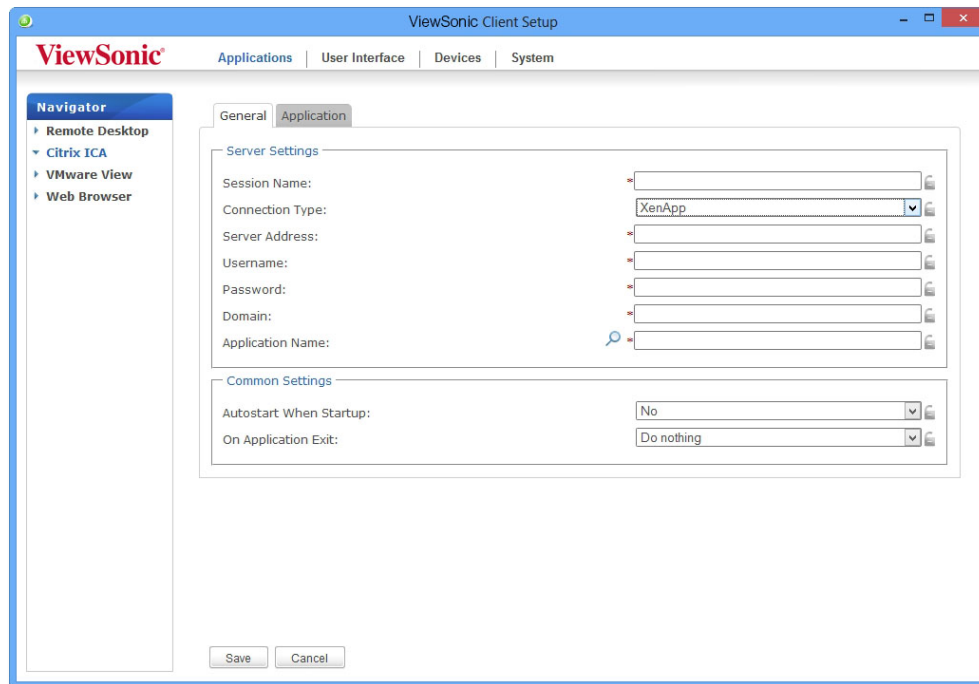 ViewSonic Client Setup
ViewSonic®
Applications | User Interface | Devices | System
Navigator
Remote Desktop
Citrix ICA
VMware View
Web Browser
General Application
Server Settings
Session Name: *
Connection Type: XenApp
Server Address: *
Username: *
Password: *
Domain: *
Application Name: *
Common Settings
Autostart When Startup: No
On Application Exit: Do nothing
Save Cancel